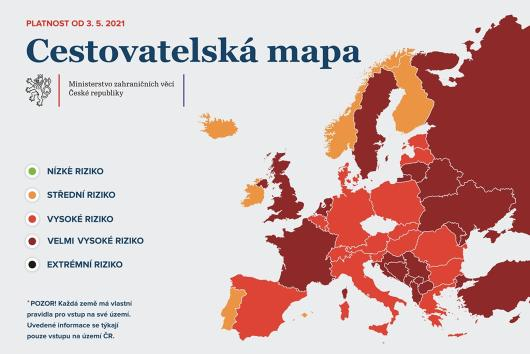 PLATNOST OD 3. 5. 2021
Cestovatelská mapa
Ministerstvo zahraničních věcí
České republiky
NÍZKÉ RIZIKO
STŘEDNÍ RIZIKO
VYSOKÉ RIZIKO
VELMI VYSOKÉ RIZIKO
EXTRÉMNÍ RIZIKO
*POZOR! Každá země má vlastní
pravidla pro vstup na své území.
Uvedené informace se týkají
pouze vstupu na území ČR.